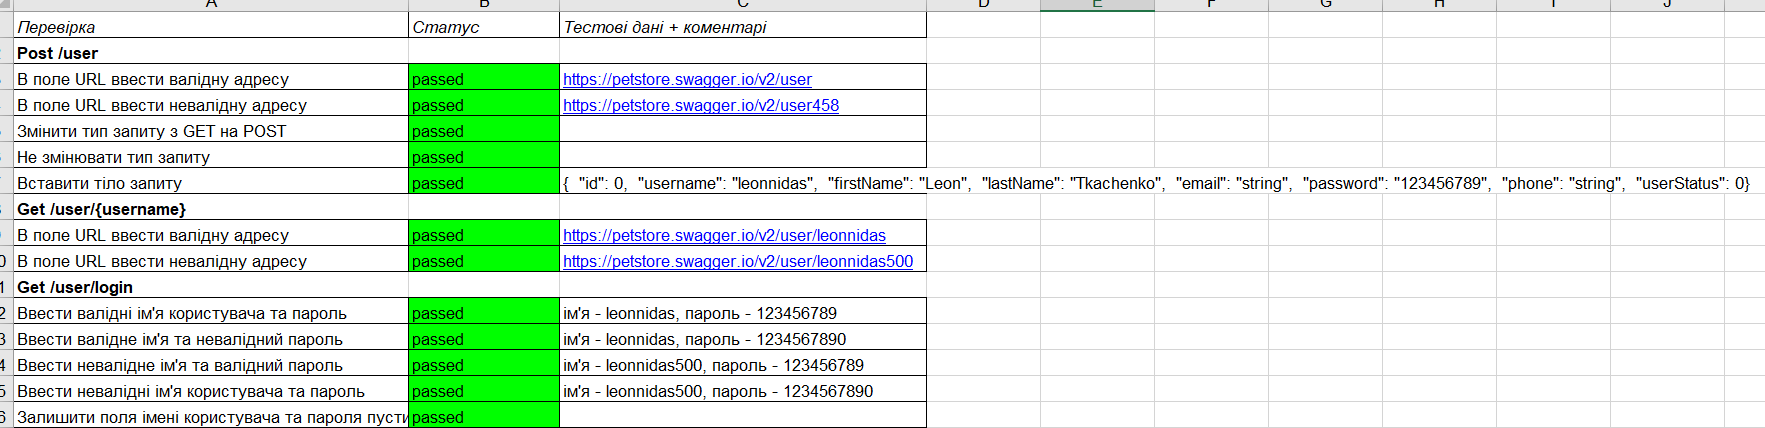 A B C D E F G H I J
Перевірка Статус Тестові дані + коментарі
Post /user
В поле URL ввести валідну адресу passed https://petstore.swagger.io/v2/user
В поле URL ввести невалідну адресу passed https://petstore.swagger.io/v2/user458
Змінити тип запиту з GET на POST passed
Не змінювати тип запиту passed
Вставити тіло запиту passed { "id": 0, "username": "leonnidas", "firstName": "Leon", "lastName": "Tkachenko", "email": "string", "password": "123456789", "phone": "string", "userStatus": 0}
Get /user/{username}
В поле URL ввести валідну адресу passed https://petstore.swagger.io/v2/user/leonnidas
В поле URL ввести невалідну адресу passed https://petstore.swagger.io/v2/user/leonnidas500
Get /user/login
Ввести валідні ім'я користувача та пароль passed ім'я - leonnidas, пароль - 123456789
Ввести валідне ім'я та невалідний пароль passed ім'я - leonnidas, пароль - 1234567890
Ввести невалідне ім'я та валідний пароль passed ім'я - leonnidas500, пароль - 123456789
Ввести невалідні ім'я користувача та пароль passed ім'я - leonnidas500, пароль - 1234567890
Залишити поля імені користувача та пароля пусти passed